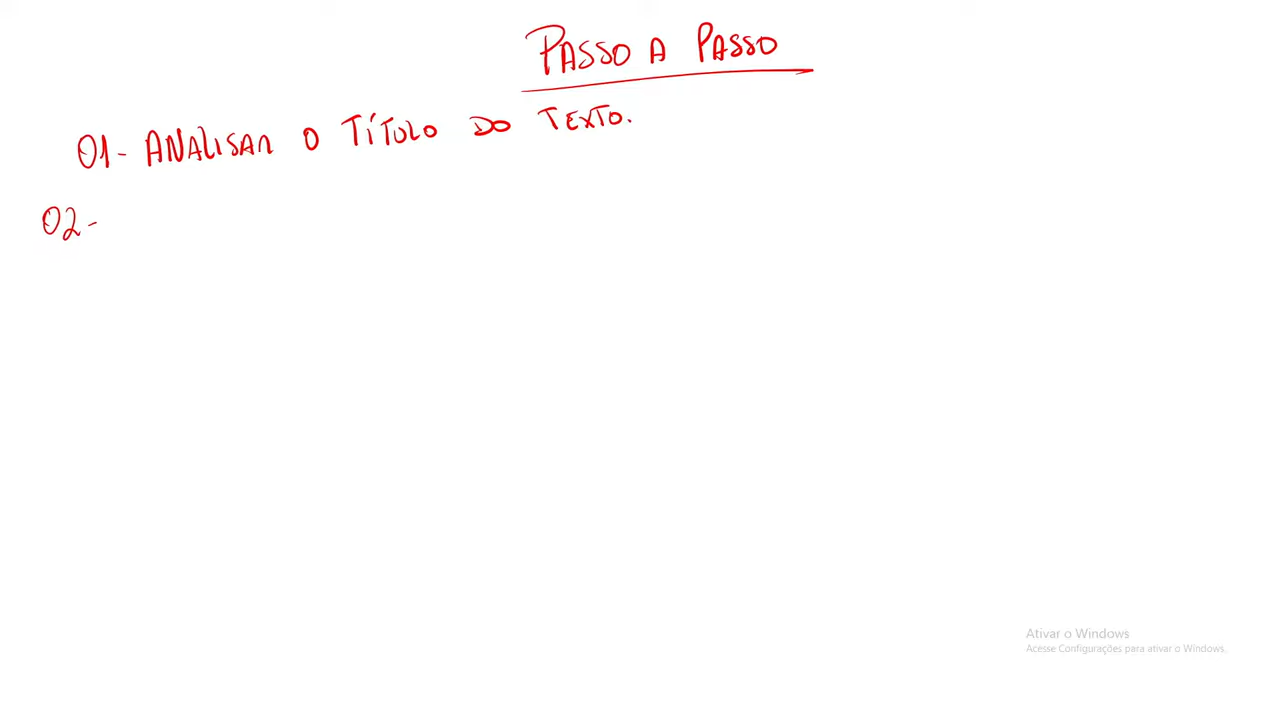 PASSO A PASSO
01- ANALISAR O TÍTULO DO TEXTO.
02-
Ativar o Windows
Acesse Configurações para ativar o Windows.